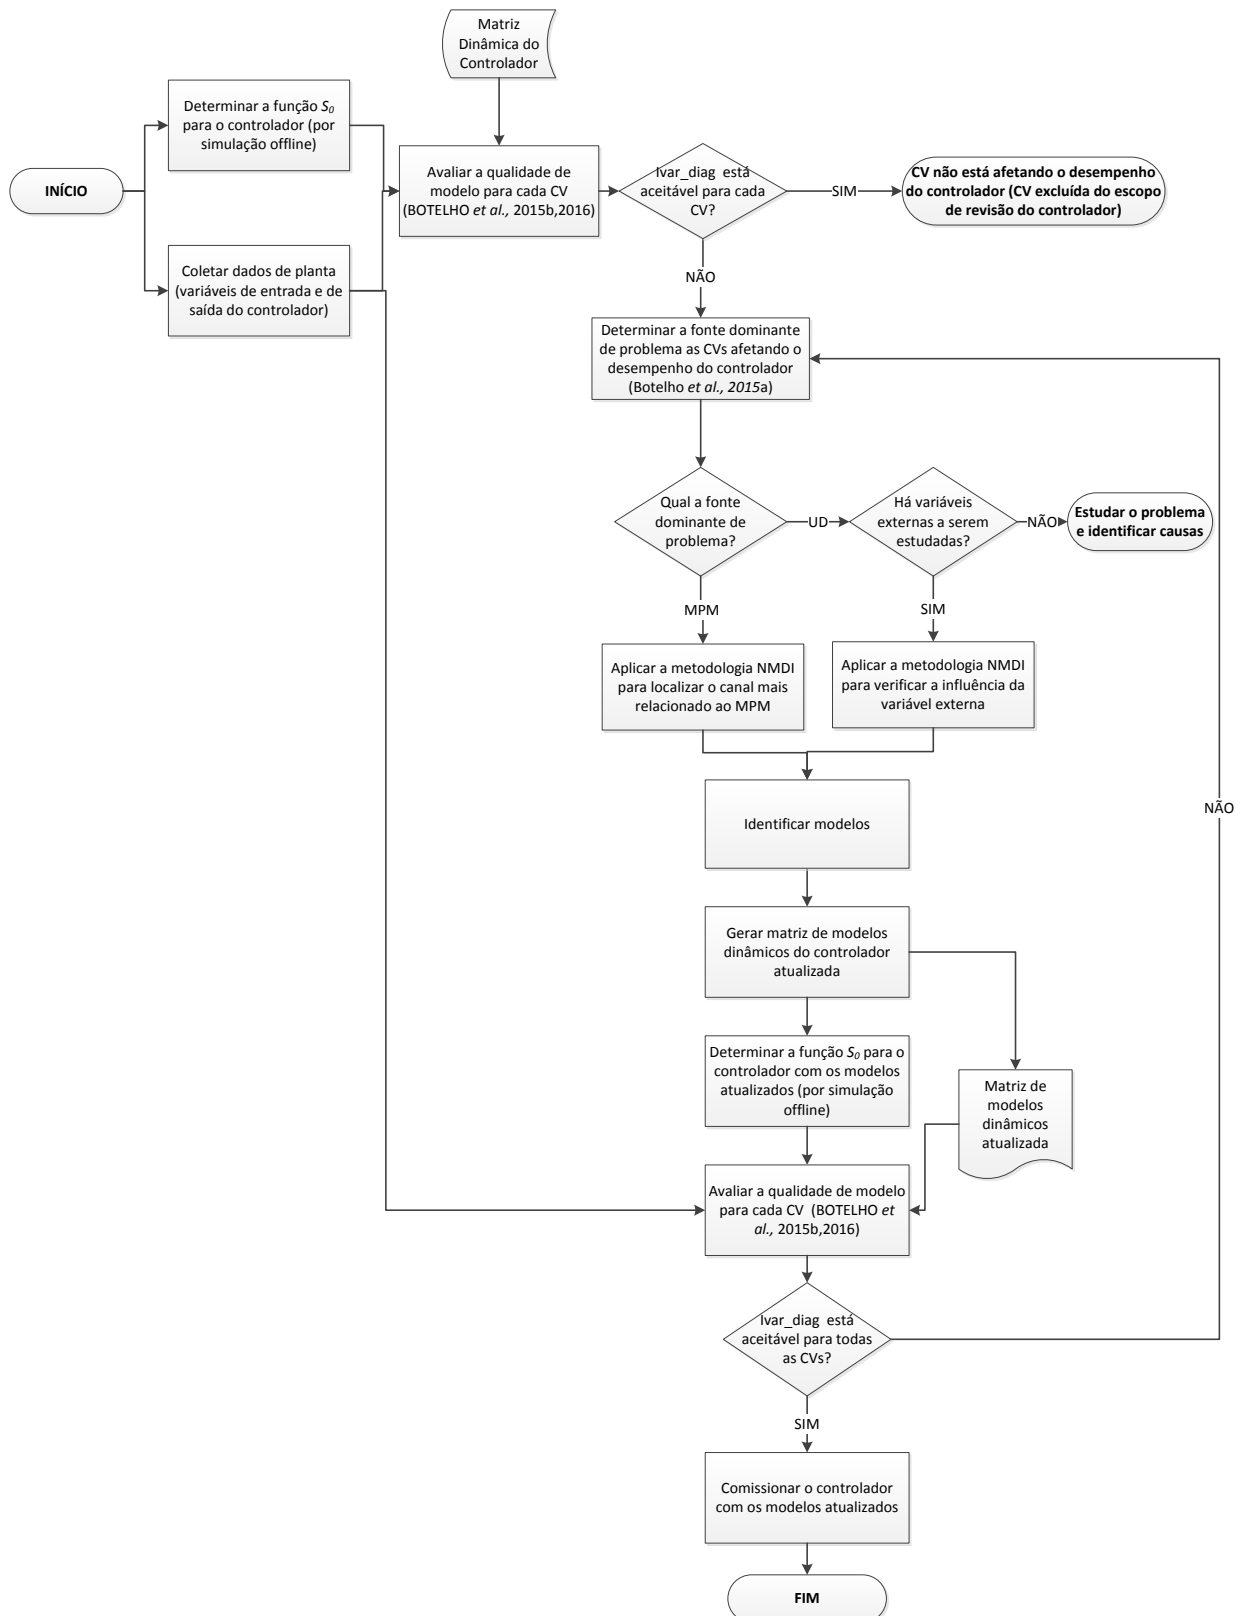 Matriz
Dinâmica do
Controlador
Determinar a função S0
para o controlador (por
simulação offline)
INÍCIO
Avaliar a qualidade de
modelo para cada CV
(BOTELHO et al., 2015b,2016)
Ivar_diag está
aceitável para cada
CV?
SIM
CV não está afetando o desempenho
do controlador (CV excluída do escopo
de revisão do controlador)
Coletar dados de planta
(variáveis de entrada e de
saída do controlador)
NÃO
Determinar a fonte dominante
de problema as CVs afetando o
desempenho do controlador
(Botelho et al., 2015a)
Qual a fonte
dominante de
problema?
UD
Há variáveis
externas a serem
estudadas?
NÃO
Estudar o problema
e identificar causas
MPM
SIM
Aplicar a metodologia NMDI
para localizar o canal mais
relacionado ao MPM
Aplicar a metodologia NMDI
para verificar a influência da
variável externa
Identificar modelos
NÃO
Gerar matriz de modelos
dinâmicos do controlador
atualizada
Determinar a função S0 para o
controlador com os modelos
atualizados (por simulação
offline)
Matriz de
modelos
dinâmicos
atualizada
Avaliar a qualidade de modelo
para cada CV (BOTELHO et
al., 2015b,2016)
Ivar_diag está
aceitável para todas
as CVs?
SIM
Comissionar o controlador
com os modelos atualizados
FIM